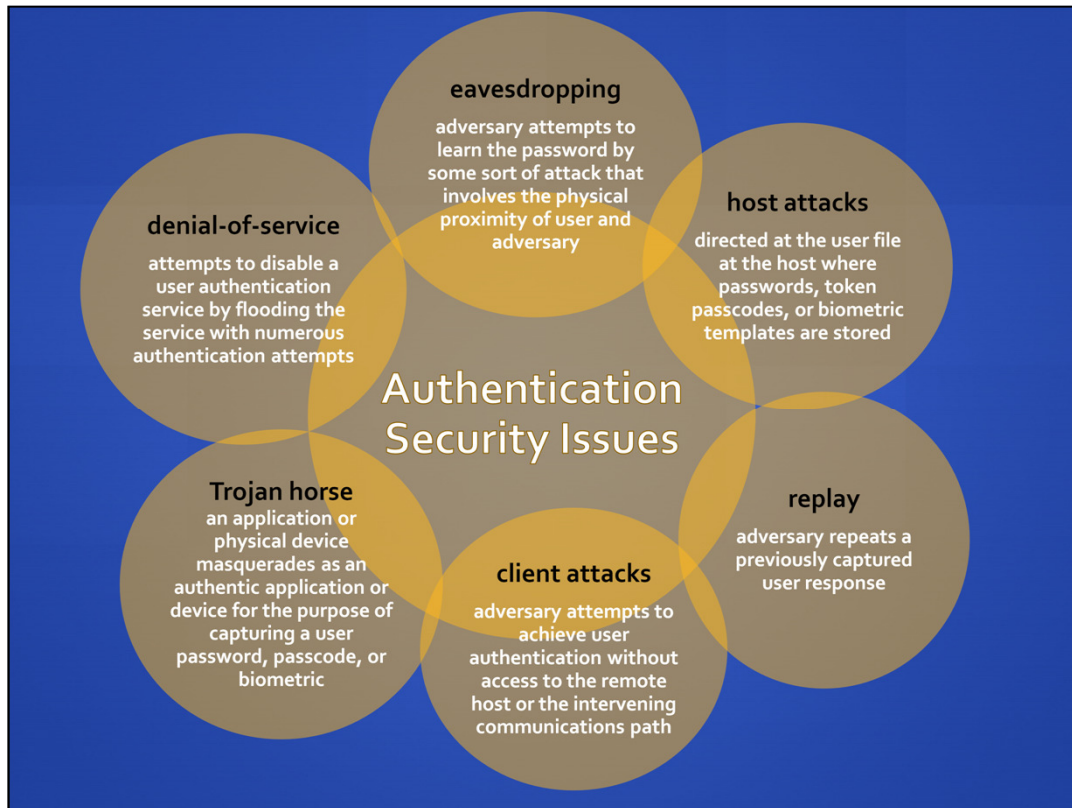 eavesdropping
adversary attempts to
learn the password by
some sort of attack that
involves the physical
proximity of user and
adversary
host attacks
directed at the user file
at the host where
passwords, token
passcodes, or biometric
templates are stored
denial-of-service
attempts to disable a
user authentication
service by flooding the
service with numerous
authentication attempts
Authentication
Security Issues
replay
adversary repeats a
previously captured
user response
Trojan horse
an application or
physical device
masquerades as an
authentic application or
device for the purpose of
capturing a user
password, passcode, or
biometric
client attacks
adversary attempts to
achieve user
authentication without
access to the remote
host or the intervening
communications path